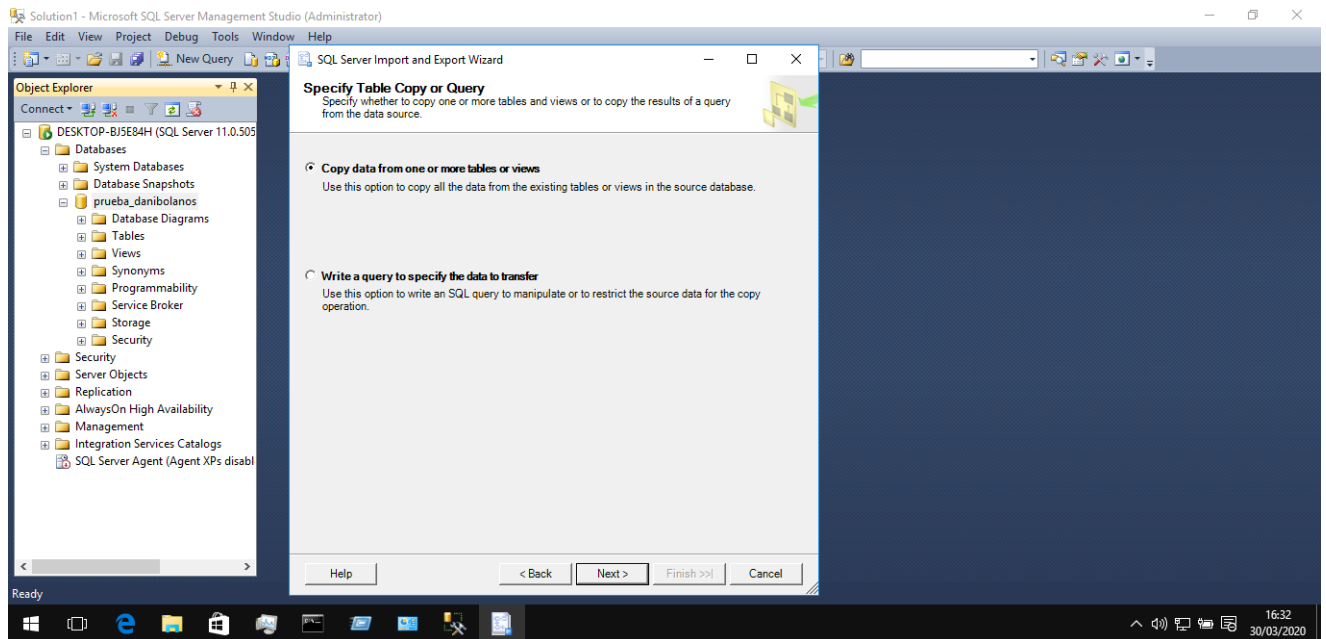 Solution1 - Microsoft SQL Server Management Studio (Administrator)
File Edit View Project Debug Tools Window Help
New Query
Object Explorer
Connect
DESKTOP-BJ5E84H (SQL Server 11.0.505
Databases
System Databases
Database Snapshots
prueba_danibolanos
Database Diagrams
Tables
Views
Synonyms
Programmability
Service Broker
Storage
Security
Security
Server Objects
Replication
AlwaysOn High Availability
Management
Integration Services Catalogs
SQL Server Agent (Agent XPs disabl
SQL Server Import and Export Wizard
Specify Table Copy or Query
Specify whether to copy one or more tables and views or to copy the results of a query
from the data source.
Copy data from one or more tables or views
Use this option to copy all the data from the existing tables or views in the source database.
Write a query to specify the data to transfer
Use this option to write an SQL query to manipulate or to restrict the source data for the copy
operation.
Help < Back Next > Finish >>| Cancel
Ready
16:32
30/03/2020